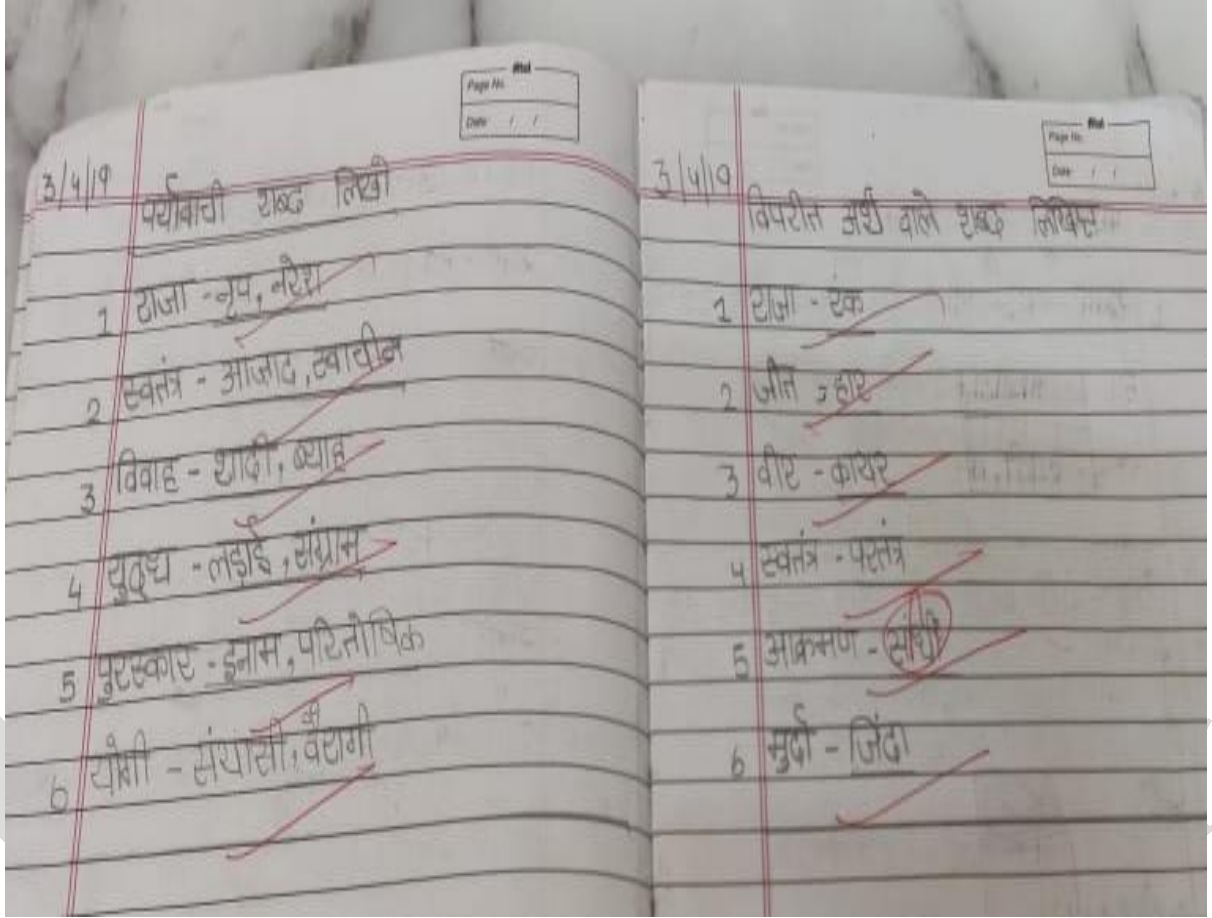 Page No.
Date / /
3/4/19
पर्यावाची शब्द लिखो
1 राजा - नृप, नरेश
2 स्वतंत्र - आजाद, स्वाधीन
3 विवाह - शादी, ब्याह
4 युद्ध - लड़ाई, संग्राम
5 पुरस्कार - इनाम, परितोषिक
6 योगी - संयासी, वैरागी
Page No.
Date / /
3/4/19
विपरीत अर्थ वाले शब्द लिखिए
1 राजा - रंक
2 जीत - हार
3 वीर - कायर
4 स्वतंत्र - परतंत्र
5 आक्रमण - सांधी
6 मुर्दा - जिंदा